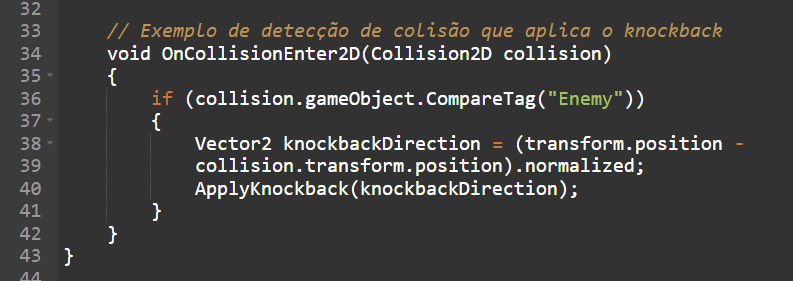 32
33 // Exemplo de detecção de colisão que aplica o knockback
34 void OnCollisionEnter2D(Collision2D collision)
35 {
36 if (collision.gameObject.CompareTag("Enemy"))
37 {
38 Vector2 knockbackDirection = (transform.position -
39 collision.transform.position).normalized;
40 ApplyKnockback(knockbackDirection);
41 }
42 }
43 }
44